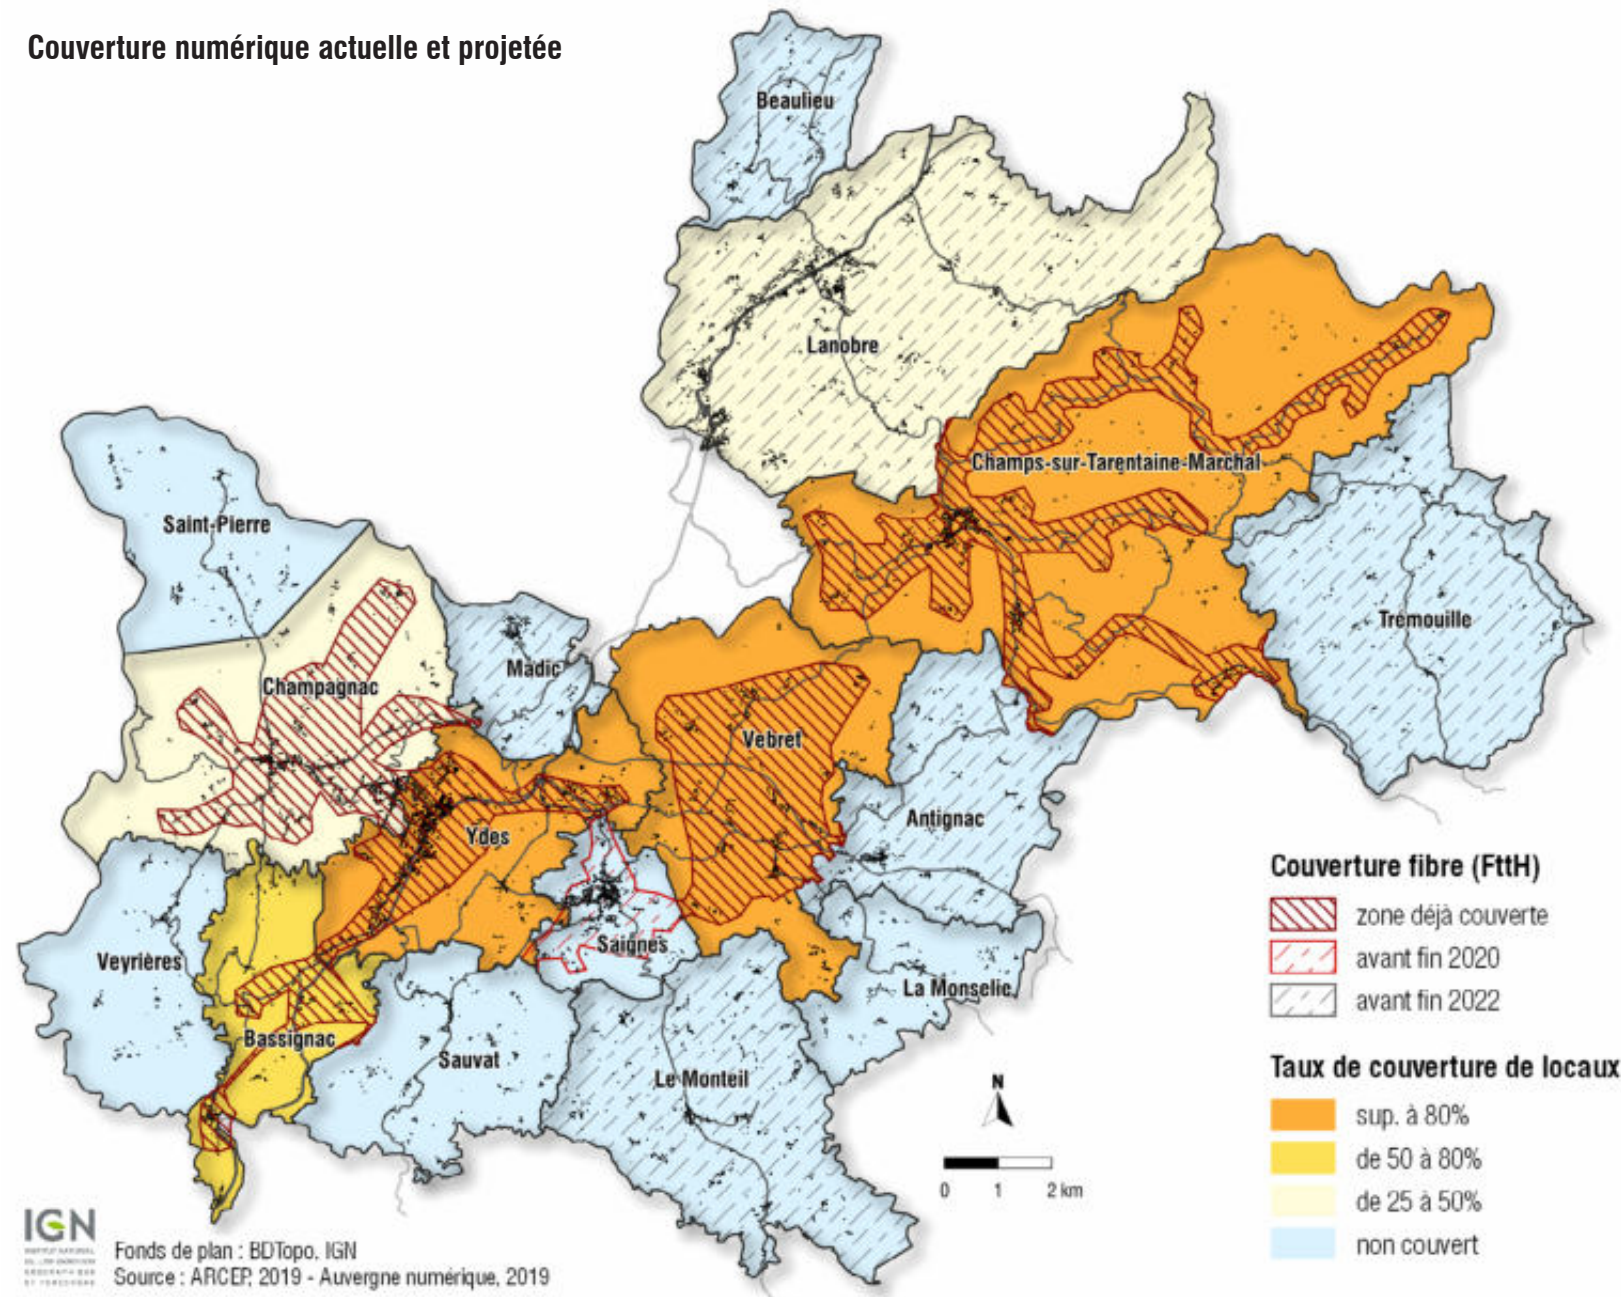 Couverture numérique actuelle et projetée
Beaulieu
Lanobre
Champs-sur-Tarentaine-Marchal
Saint-Pierre
Trémouille
Madic
Champagnac
Vebret
Antignac
Ydes
Saignes
Veyrières
La Monselie
Bassignac
Sauvat
Le Monteil
Couverture fibre (FttH)
zone déjà couverte
avant fin 2020
avant fin 2022
Taux de couverture de locaux
sup. à 80%
de 50 à 80%
de 25 à 50%
non couvert
N
0 1 2 km
IGN
Fonds de plan : BDTopo, IGN
Source : ARCEP, 2019 - Auvergne numérique, 2019